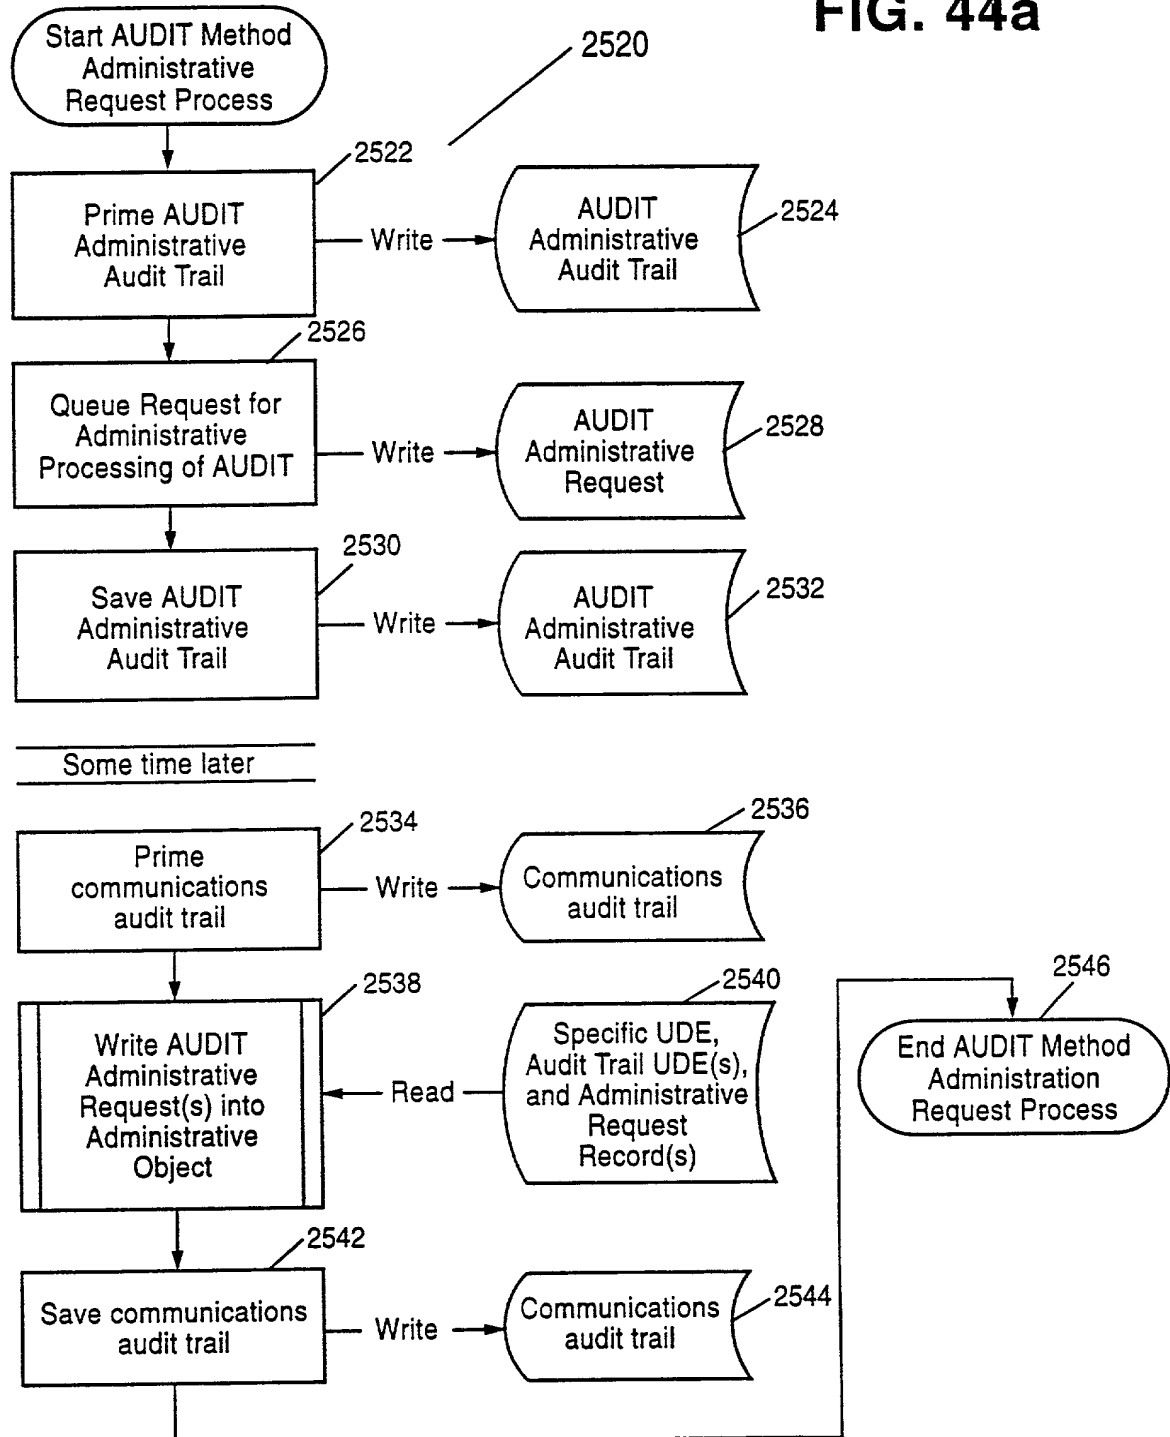 FIG. 44a
Start AUDIT Method
Administrative
Request Process
2520
2522
Prime AUDIT
Administrative
Audit Trail
Write
AUDIT
Administrative
Audit Trail
2524
2526
Queue Request for
Administrative
Processing of AUDIT
Write
AUDIT
Administrative
Request
2528
2530
Save AUDIT
Administrative
Audit Trail
Write
AUDIT
Administrative
Audit Trail
2532
Some time later
2534
Prime
communications
audit trail
Write
2536
Communications
audit trail
2538
Write AUDIT
Administrative
Request(s) into
Administrative
Object
Read
2540
Specific UDE,
Audit Trail UDE(s),
and Administrative
Request
Record(s)
2546
End AUDIT Method
Administration
Request Process
2542
Save communications
audit trail
Write
Communications
audit trail
2544